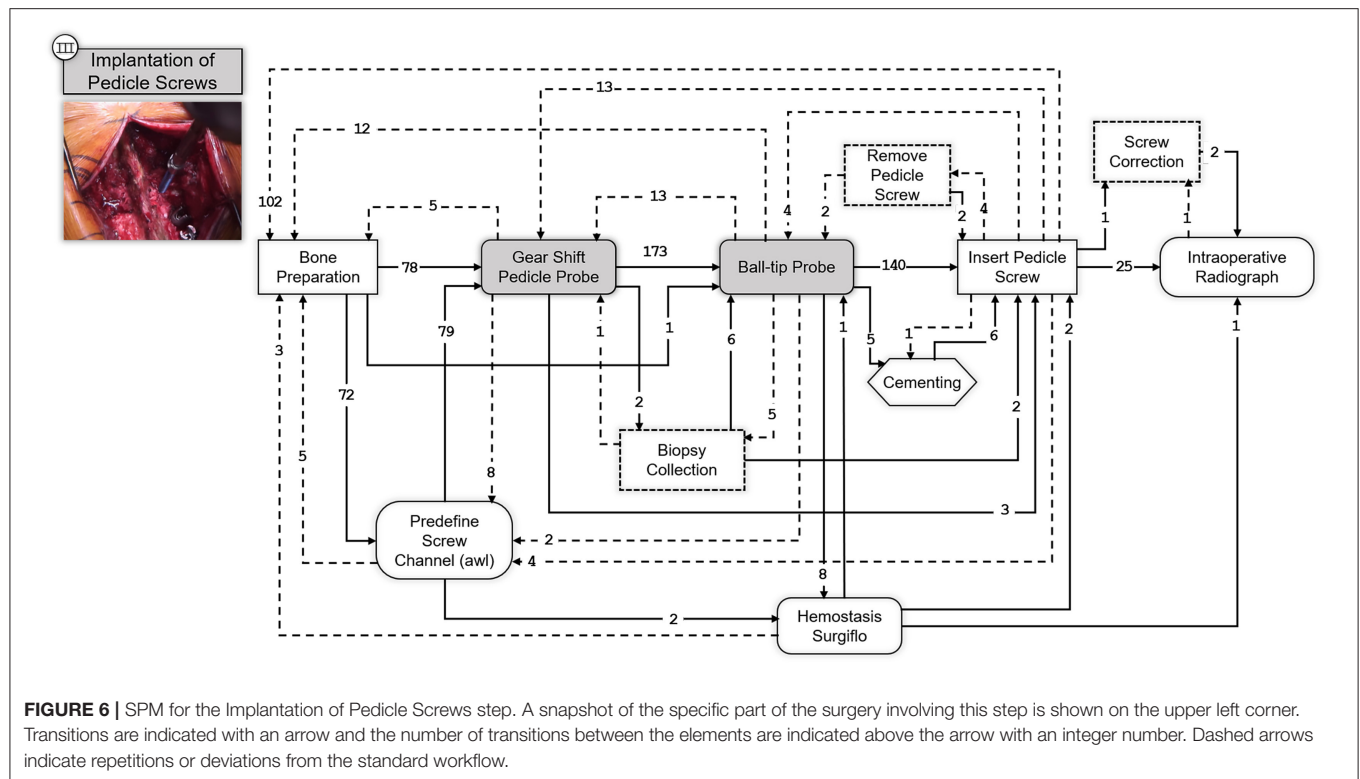 III
Implantation of
Pedicle Screws
13
12
Screw
Correction
2
Remove
Pedicle
Screw
102
5
13
4
2
2
4
1
1
Bone
Preparation
78
Gear Shift
Pedicle Probe
173
Ball-tip Probe
140
Insert Pedicle
Screw
25
Intraoperative
Radiograph
3
79
1
1
6
1
5
1
6
2
1
Cementing
72
2
5
2
Biopsy
Collection
5
8
3
Predefine
Screw
Channel (awl)
2
4
8
2
Hemostasis
Surgiflo
FIGURE 6 | SPM for the Implantation of Pedicle Screws step. A snapshot of the specific part of the surgery involving this step is shown on the upper left corner.
Transitions are indicated with an arrow and the number of transitions between the elements are indicated above the arrow with an integer number. Dashed arrows
indicate repetitions or deviations from the standard workflow.